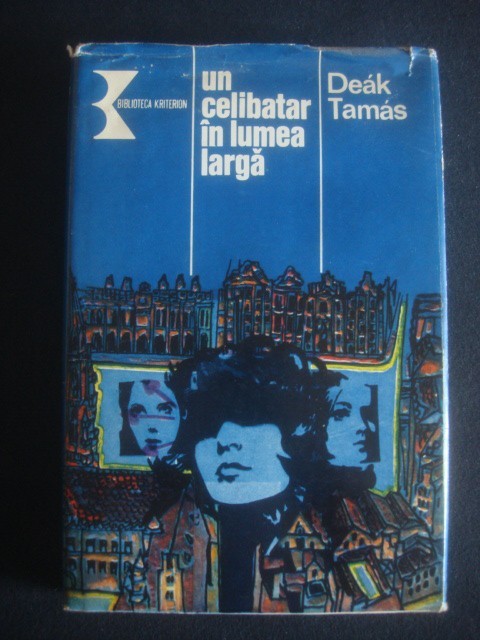 BIBLIOTECA KRITERION
un
celibatar
în lumea
largă
Deák
Tamás